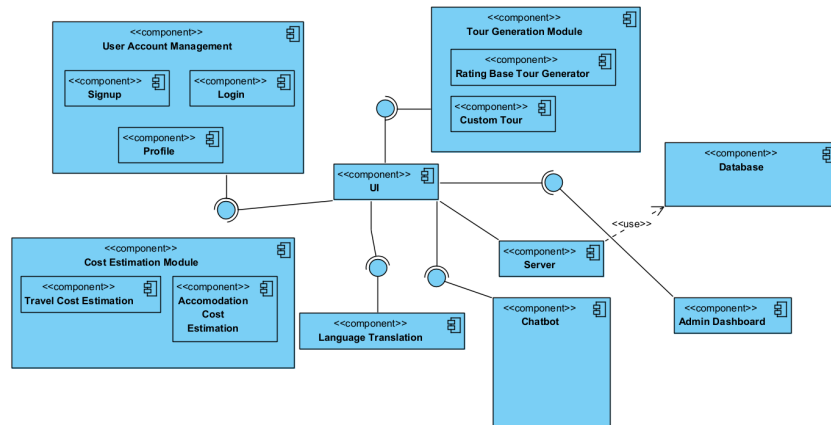 <<component>>
User Account Management
<<component>>
Signup
<<component>>
Login
<<component>>
Profile
<<component>>
Tour Generation Module
<<component>>
Rating Base Tour Generator
<<component>>
Custom Tour
<<component>>
Database
<<component>>
UI
<<use>>
<<component>>
Server
<<component>>
Cost Estimation Module
<<component>>
Travel Cost Estimation
<<component>>
Accomodation
Cost
Estimation
<<component>>
Language Translation
<<component>>
Chatbot
<<component>>
Admin Dashboard